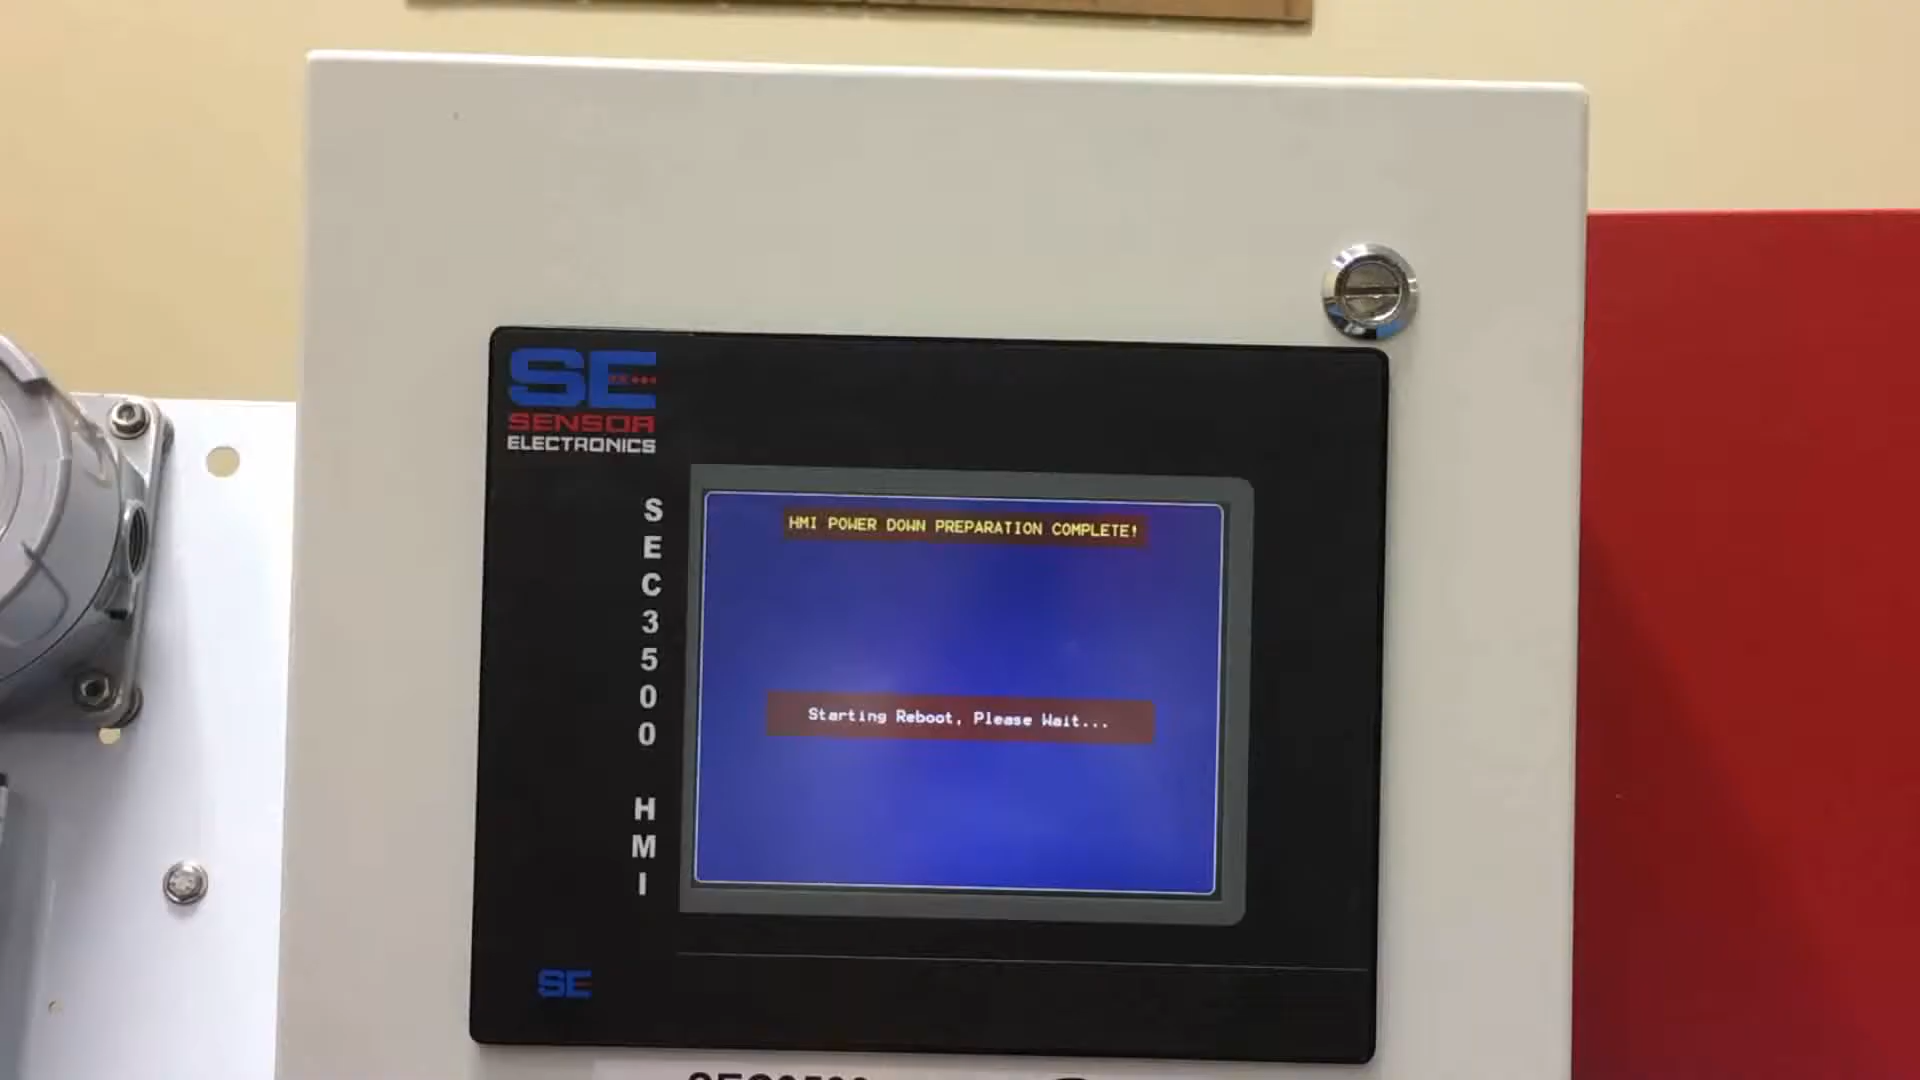 SE
SENSOR
ELECTRONICS
SEC3500 HMI
HMI POWER DOWN PREPARATION COMPLETE!
Starting Reboot, Please Wait...
SE